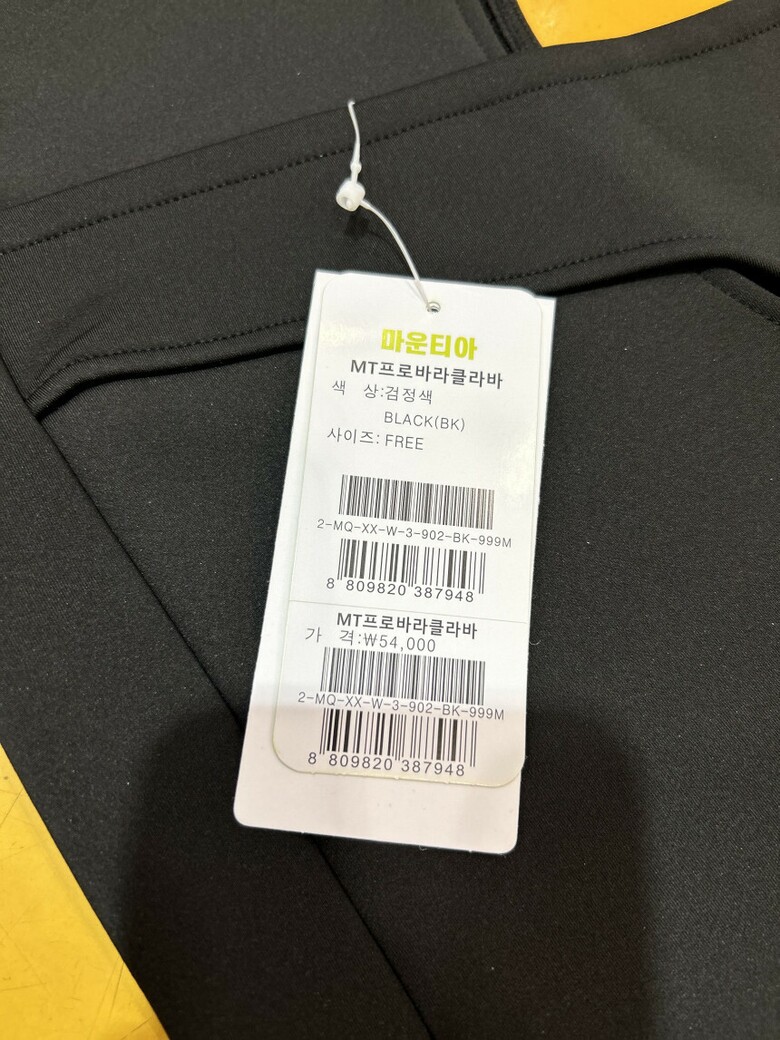 마운티아
MT프로바라클라바
색 상:검정색
BLACK(BK)
사이즈: FREE
2-MQ-XX-W-3-902-BK-999M
8 809820 387948
MT프로바라클라바
가 격:₩54,000
2-MQ-XX-W-3-902-BK-999M
8 809820 387948